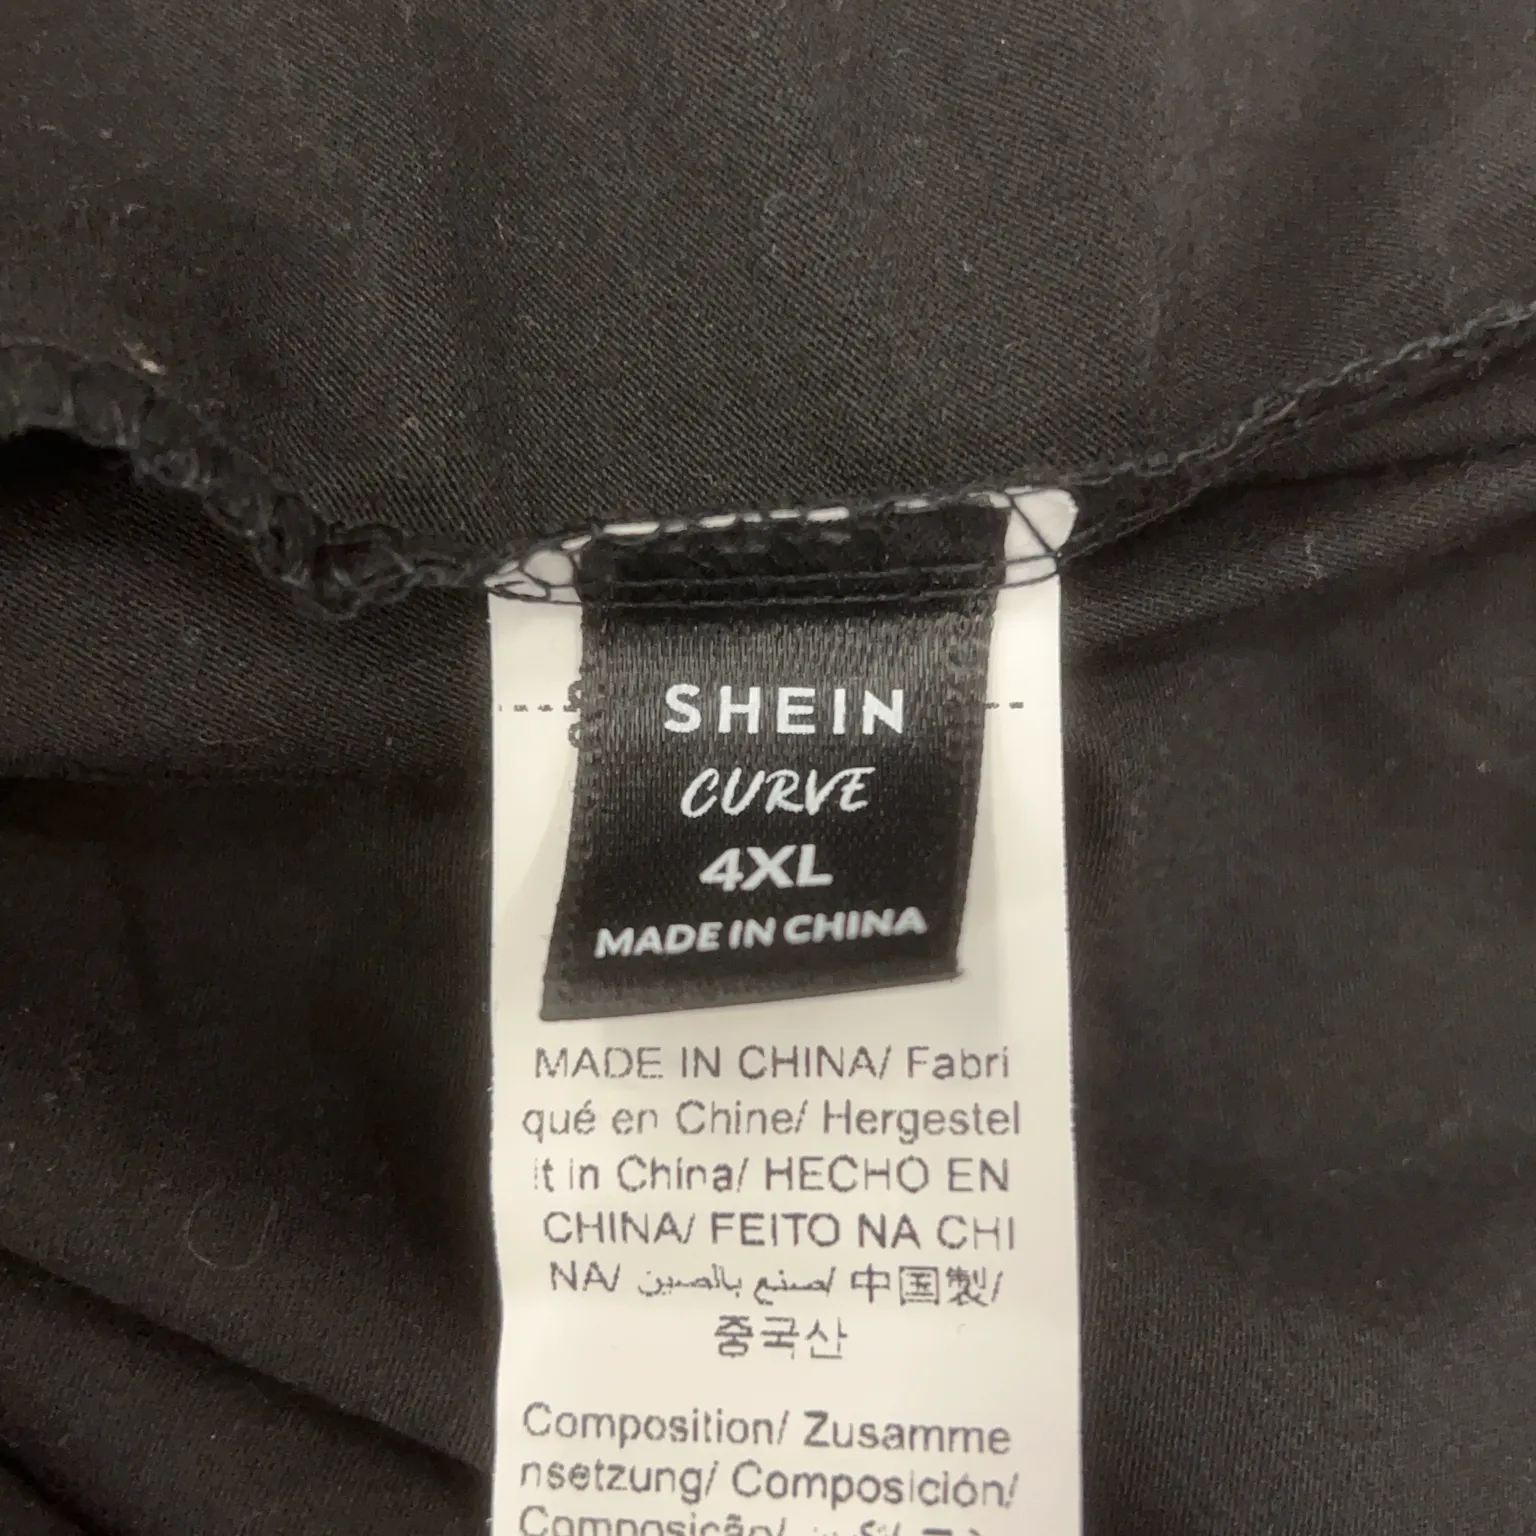 SHEIN
CURVE
4XL
MADE IN CHINA
MADE IN CHINA/ Fabri
qué en Chine/ Hergestel
lt in China/ HECHO EN
CHINA/ FEITO NA CHI
NA/ صنع بالصين/ 中国製/
중국산
Composition/ Zusamme
nsetzung/ Composición/
Composição/